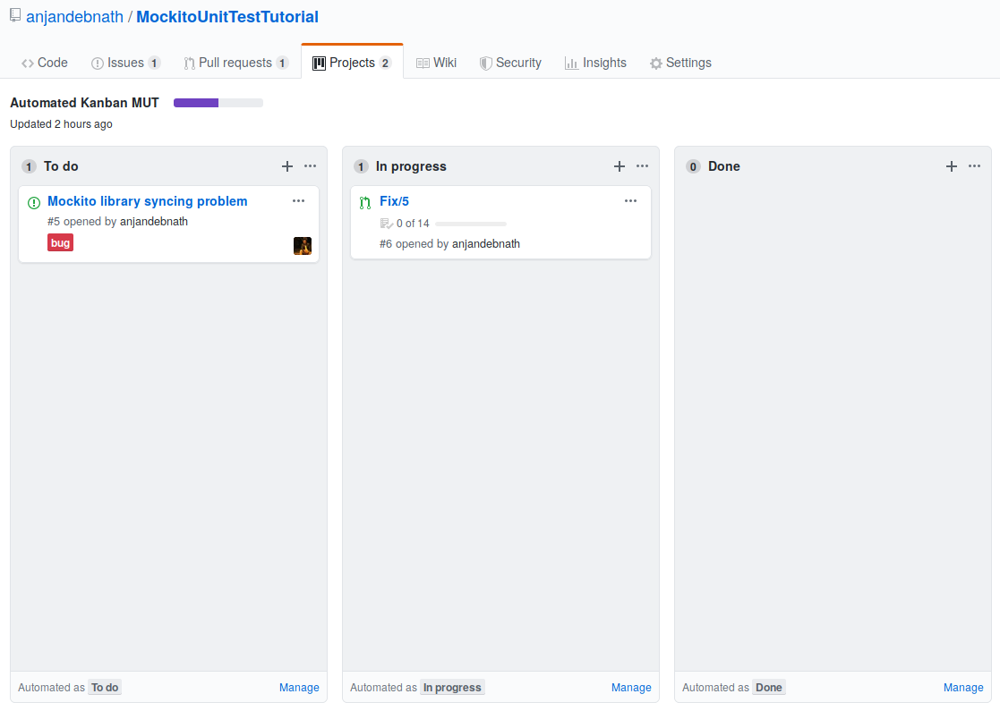 anjandebnath / MockitoUnitTestTutorial
Code Issues 1 Pull requests 1 Projects 2 Wiki Security Insights Settings
Automated Kanban MUT
Updated 2 hours ago
1 To do
Mockito library syncing problem
#5 opened by anjandebnath
bug
Automated as To do Manage
1 In progress
Fix/5
0 of 14
#6 opened by anjandebnath
Automated as In progress Manage
0 Done
Automated as Done Manage